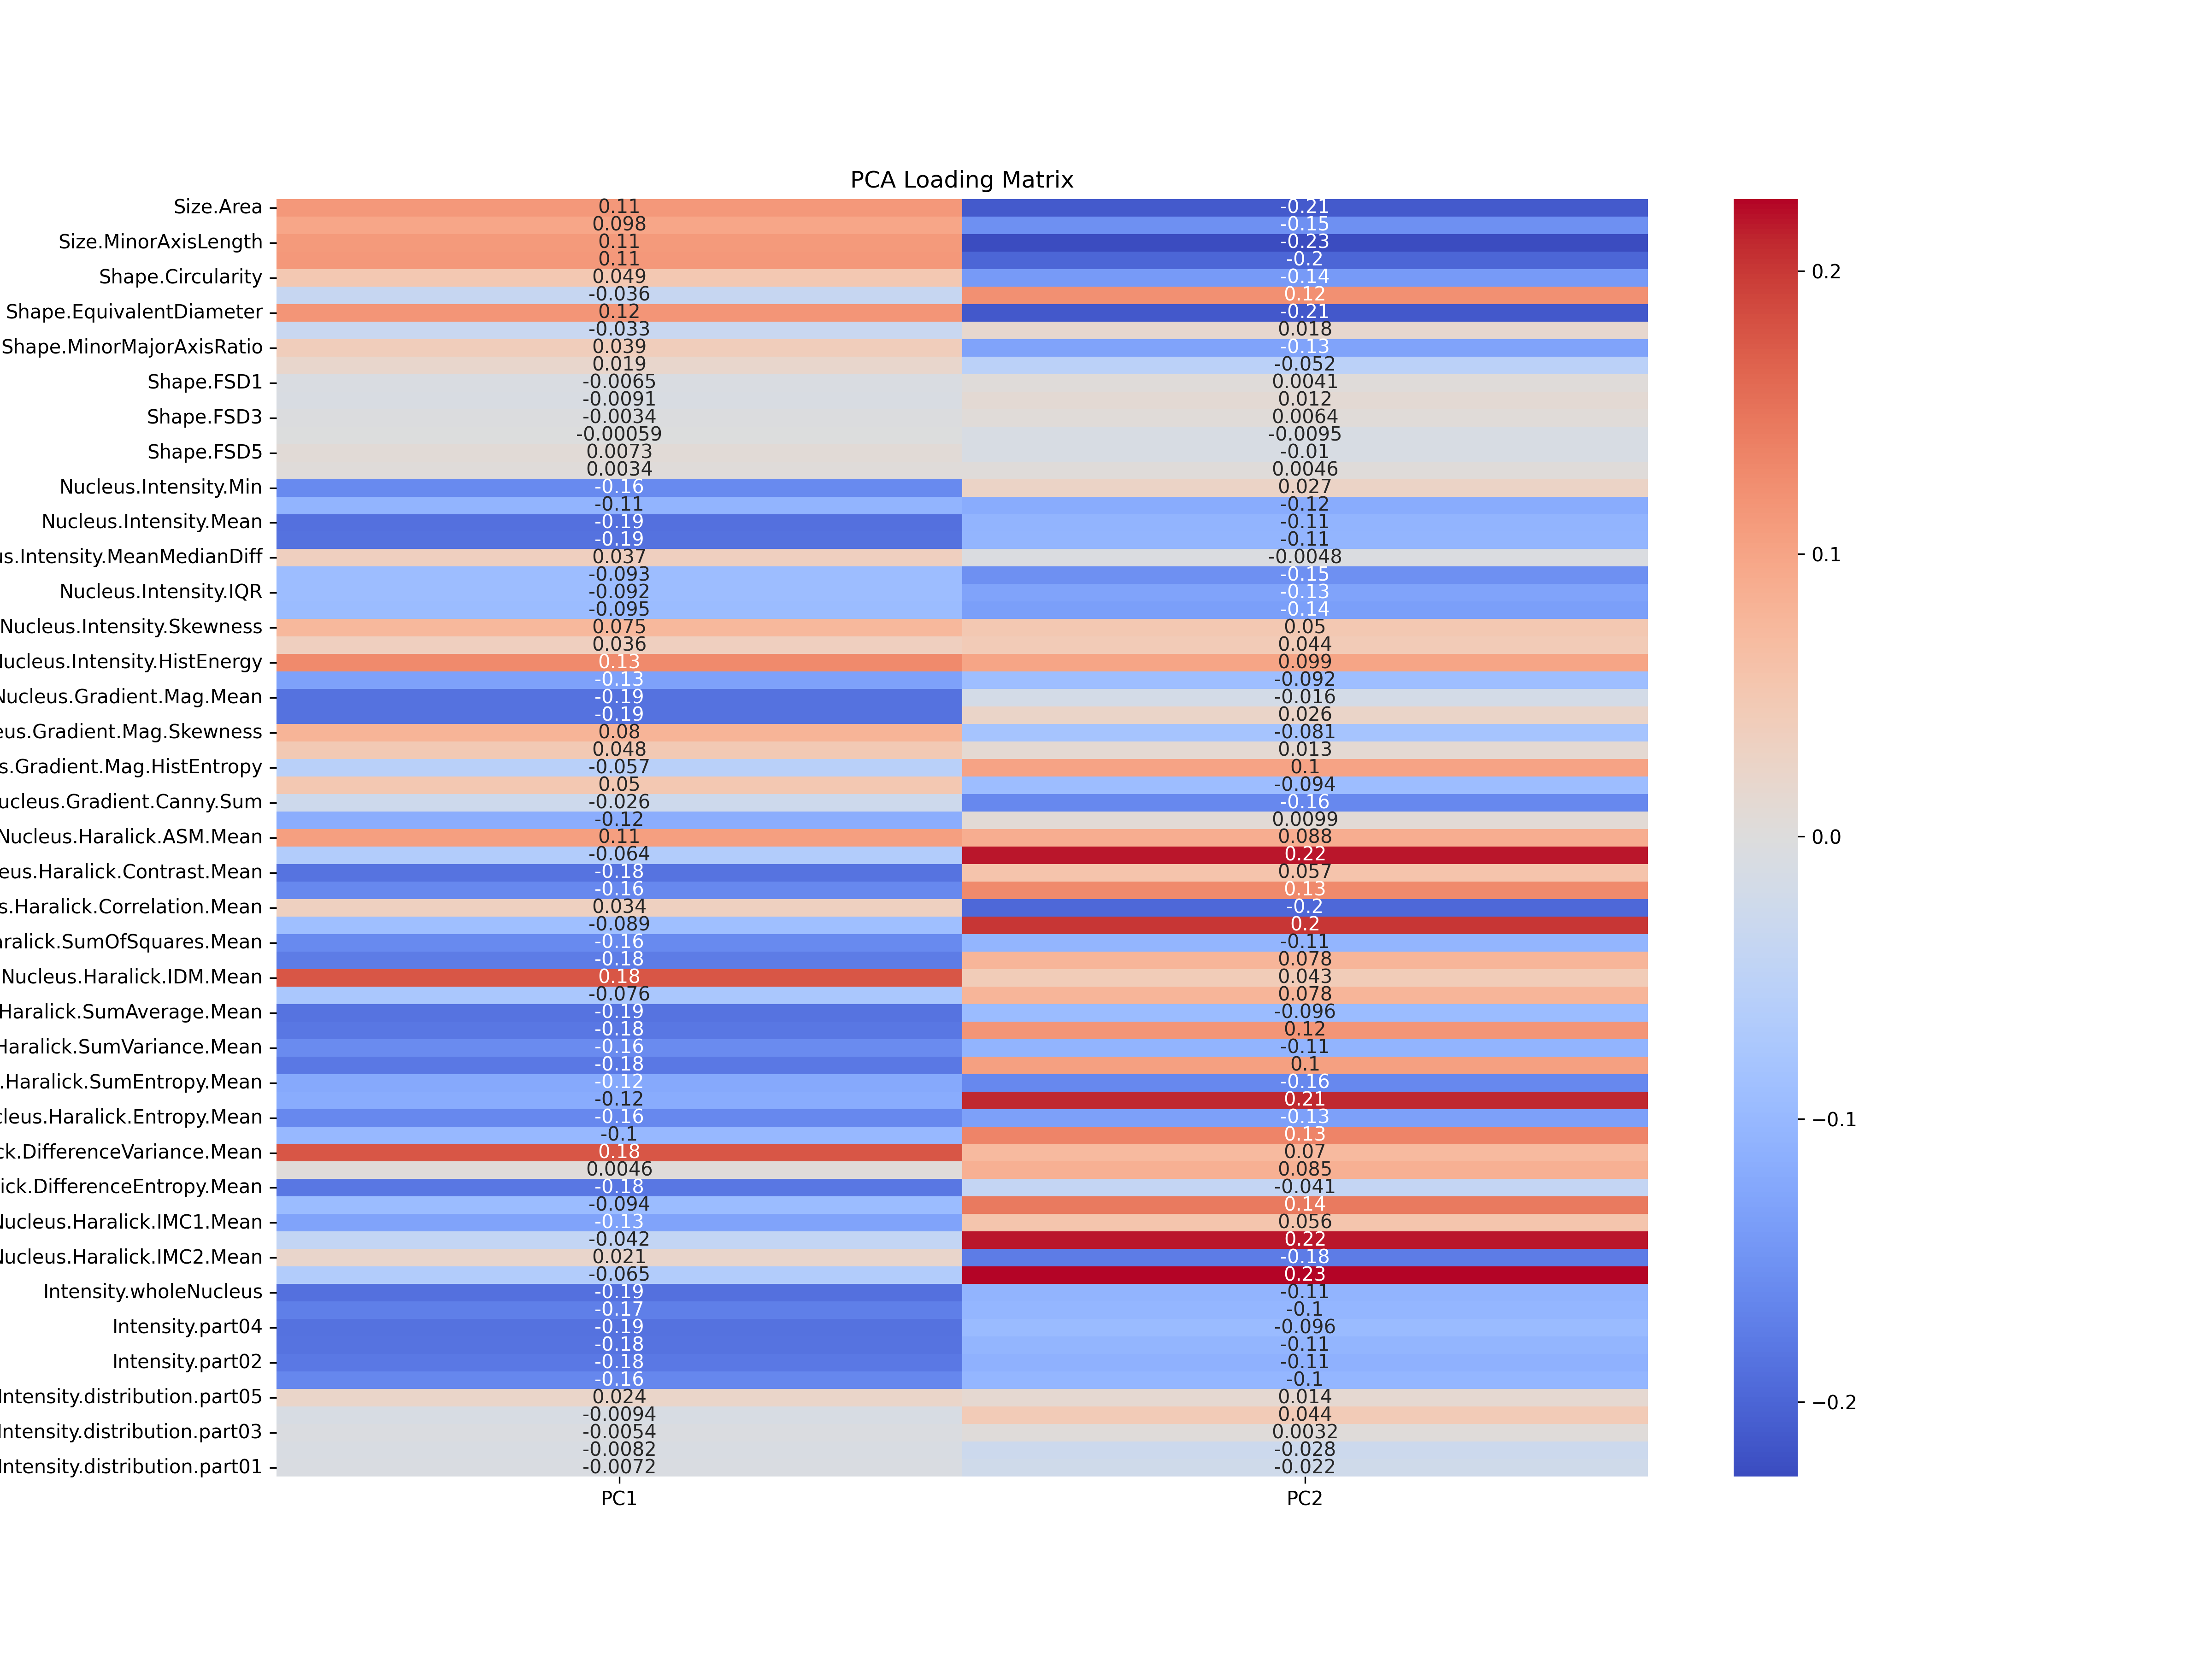 PCA Loading Matrix
Size.Area 0.11 -0.21
0.098 -0.15
Size.MinorAxisLength 0.11 -0.23
0.11 -0.2
Shape.Circularity 0.049 -0.14
-0.036 0.12
Shape.EquivalentDiameter 0.12 -0.21
-0.033 0.018
Shape.MinorMajorAxisRatio 0.039 -0.13
0.019 -0.052
Shape.FSD1 -0.0065 0.0041
-0.0091 0.012
Shape.FSD3 -0.0034 0.0064
-0.00059 -0.0095
Shape.FSD5 0.0073 -0.01
0.0034 0.0046
Nucleus.Intensity.Min -0.16 0.027
-0.11 -0.12
Nucleus.Intensity.Mean -0.19 -0.11
-0.19 -0.11
us.Intensity.MeanMedianDiff 0.037 -0.0048
-0.093 -0.15
Nucleus.Intensity.IQR -0.092 -0.13
-0.095 -0.14
Nucleus.Intensity.Skewness 0.075 0.05
0.036 0.044
Nucleus.Intensity.HistEnergy 0.13 0.099
-0.13 -0.092
Nucleus.Gradient.Mag.Mean -0.19 -0.016
-0.19 0.026
eus.Gradient.Mag.Skewness 0.08 -0.081
0.048 0.013
s.Gradient.Mag.HistEntropy -0.057 0.1
0.05 -0.094
ucleus.Gradient.Canny.Sum -0.026 -0.16
-0.12 0.0099
Nucleus.Haralick.ASM.Mean 0.11 0.088
-0.064 0.22
eus.Haralick.Contrast.Mean -0.18 0.057
-0.16 0.13
s.Haralick.Correlation.Mean 0.034 -0.2
-0.089 0.2
aralick.SumOfSquares.Mean -0.16 -0.11
-0.18 0.078
Nucleus.Haralick.IDM.Mean 0.18 0.043
-0.076 0.078
Haralick.SumAverage.Mean -0.19 -0.096
-0.18 0.12
Haralick.SumVariance.Mean -0.16 -0.11
-0.18 0.1
.Haralick.SumEntropy.Mean -0.12 -0.16
-0.12 0.21
cleus.Haralick.Entropy.Mean -0.16 -0.13
-0.1 0.13
ck.DifferenceVariance.Mean 0.18 0.07
0.0046 0.085
ick.DifferenceEntropy.Mean -0.18 -0.041
-0.094 0.14
Nucleus.Haralick.IMC1.Mean -0.13 0.056
-0.042 0.22
Nucleus.Haralick.IMC2.Mean 0.021 -0.18
-0.065 0.23
Intensity.wholeNucleus -0.19 -0.11
-0.17 -0.1
Intensity.part04 -0.19 -0.096
-0.18 -0.11
Intensity.part02 -0.18 -0.11
-0.16 -0.1
Intensity.distribution.part05 0.024 0.014
-0.0094 0.044
Intensity.distribution.part03 -0.0054 0.0032
-0.0082 -0.028
Intensity.distribution.part01 -0.0072 -0.022
PC1 PC2
0.2
0.1
0.0
−0.1
−0.2